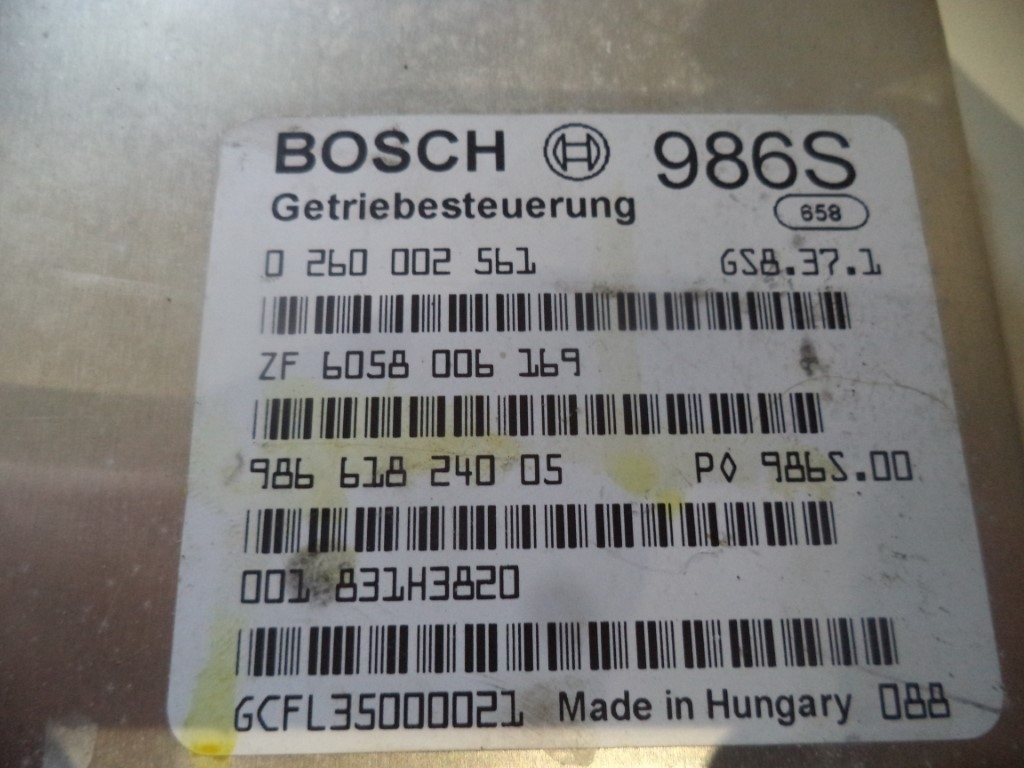 BOSCH 986S
Getriebesteuerung 658
0 260 002 561 GS8.37.1
ZF 6058 006 169
986 618 240 05 P◊ 986S.00
001 831H3820
GCFL35000021 Made in Hungary 088